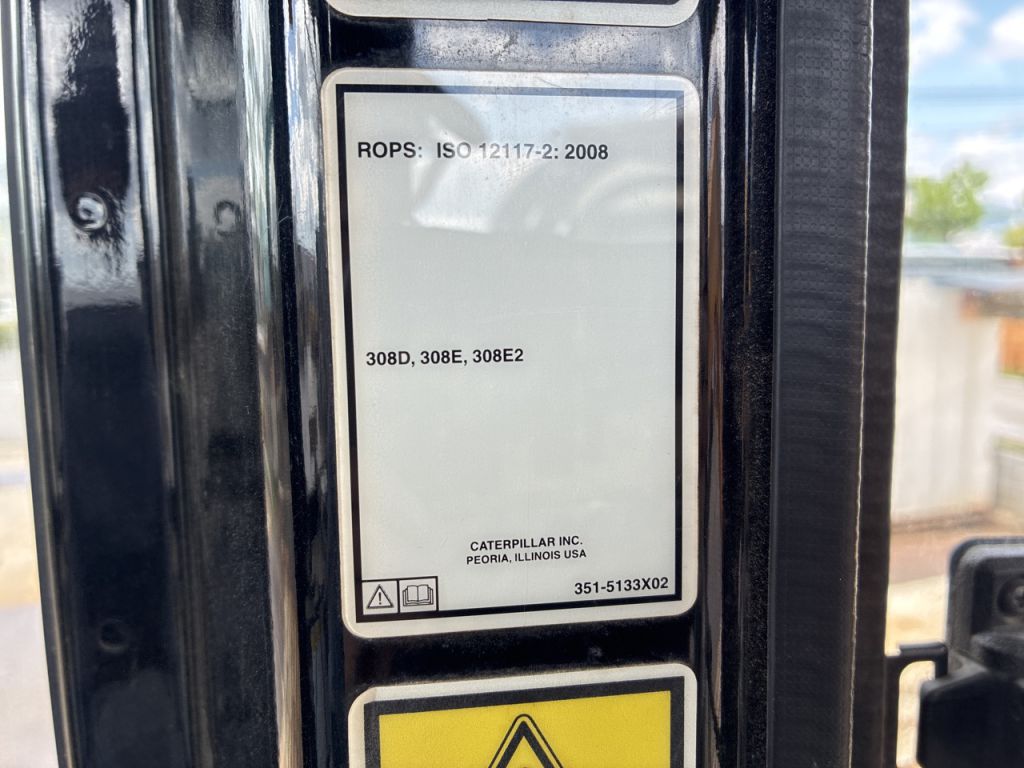 ROPS: ISO 12117-2: 2008
308D, 308E, 308E2
CATERPILLAR INC.
PEORIA, ILLINOIS USA
351-5133X02